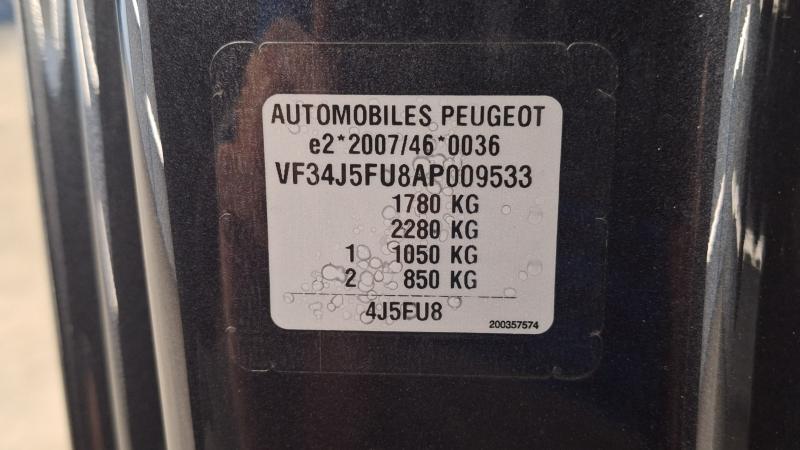 AUTOMOBILES PEUGEOT
e2*2007/46*0036
VF34J5FU8AP009533
1780 KG
2280 KG
1 1050 KG
2 850 KG
4J5FU8
200357574